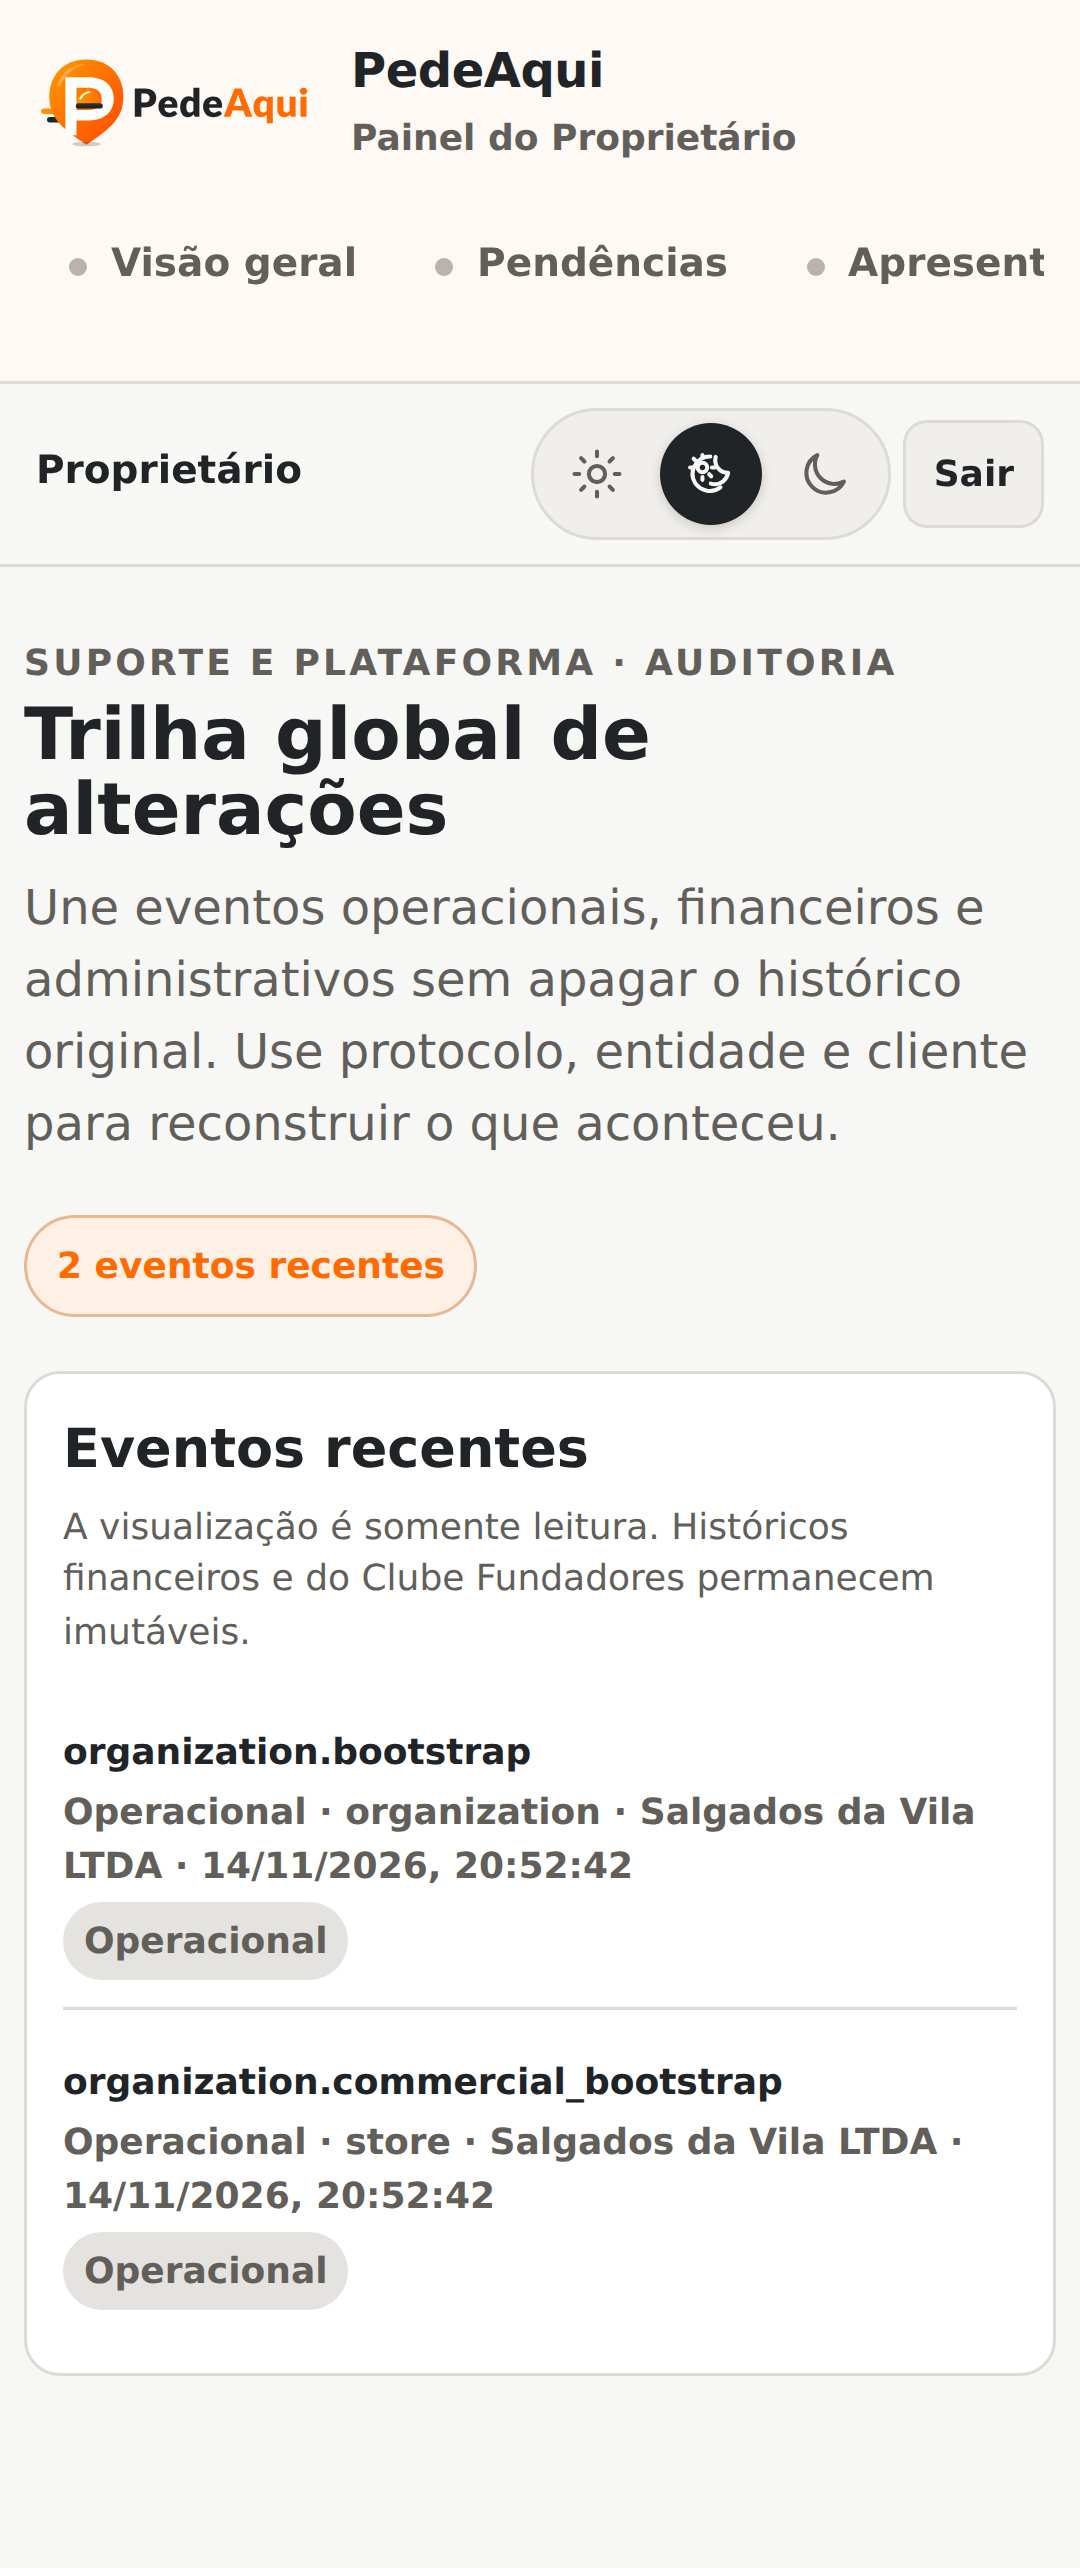 PedeAqui
PedeAqui
Painel do Proprietário
Visão geral
Pendências
Apresent
Proprietário
Sair
SUPORTE E PLATAFORMA · AUDITORIA
Trilha global de
alterações
Une eventos operacionais, financeiros e
administrativos sem apagar o histórico
original. Use protocolo, entidade e cliente
para reconstruir o que aconteceu.
2 eventos recentes
Eventos recentes
A visualização é somente leitura. Históricos
financeiros e do Clube Fundadores permanecem
imutáveis.
organization.bootstrap
Operacional · organization · Salgados da Vila
LTDA · 14/11/2026, 20:52:42
Operacional
organization.commercial_bootstrap
Operacional · store · Salgados da Vila LTDA ·
14/11/2026, 20:52:42
Operacional